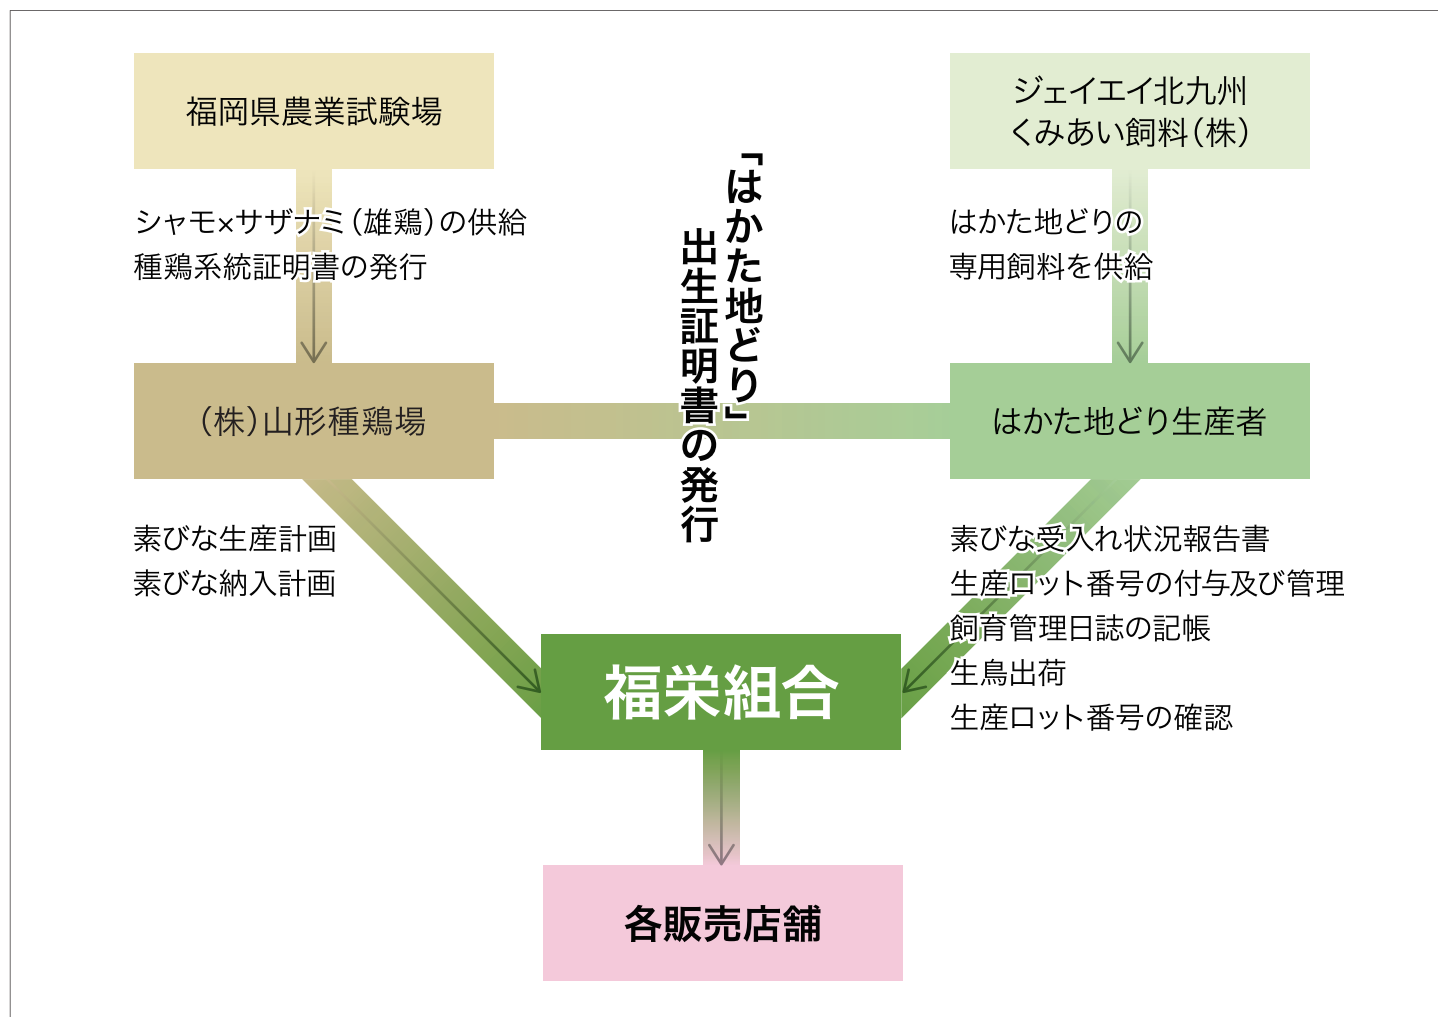 福岡県農業試験場
シャモ×サザナミ（雄鶏）の供給
種鶏系統証明書の発行
（株）山形種鶏場
素びな生産計画
素びな納入計画
「はかた地どり」
出生証明書の発行
ジェイエイ北九州
くみあい飼料（株）
はかた地どりの
専用飼料を供給
はかた地どり生産者
素びな受入れ状況報告書
生産ロット番号の付与及び管理
飼育管理日誌の記帳
生鳥出荷
生産ロット番号の確認
福栄組合
各販売店舗